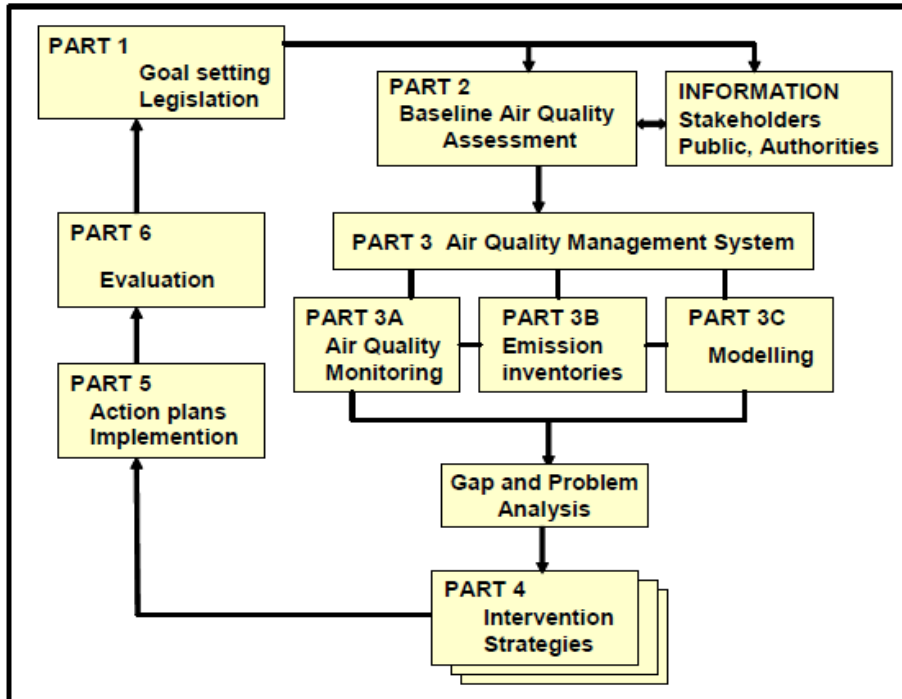 PART 1
Goal setting
Legislation
PART 2
Baseline Air Quality
Assessment
INFORMATION
Stakeholders
Public, Authorities
PART 3 Air Quality Management System
PART 3A
Air Quality
Monitoring
PART 3B
Emission
inventories
PART 3C
Modelling
Gap and Problem
Analysis
PART 4
Intervention
Strategies
PART 5
Action plans
Implemention
PART 6
Evaluation